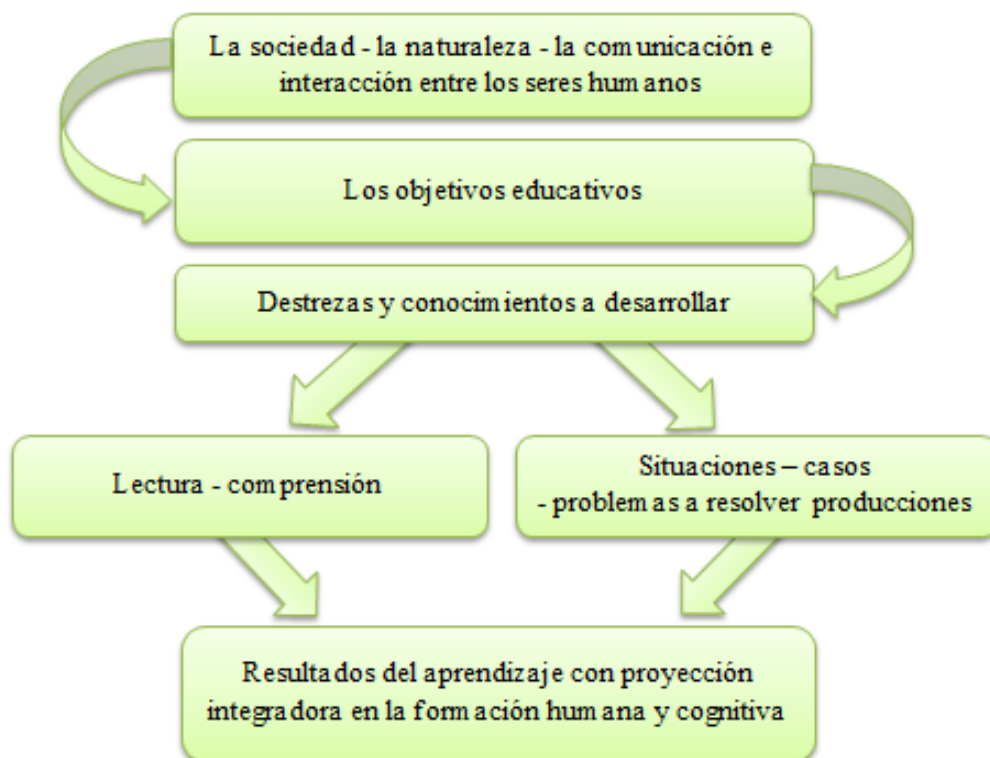 La sociedad - la naturaleza - la comunicación e
interacción entre los seres humanos
Los objetivos educativos
Destrezas y conocimientos a desarrollar
Lectura - comprensión
Situaciones – casos
- problemas a resolver producciones
Resultados del aprendizaje con proyección
integradora en la formación humana y cognitiva